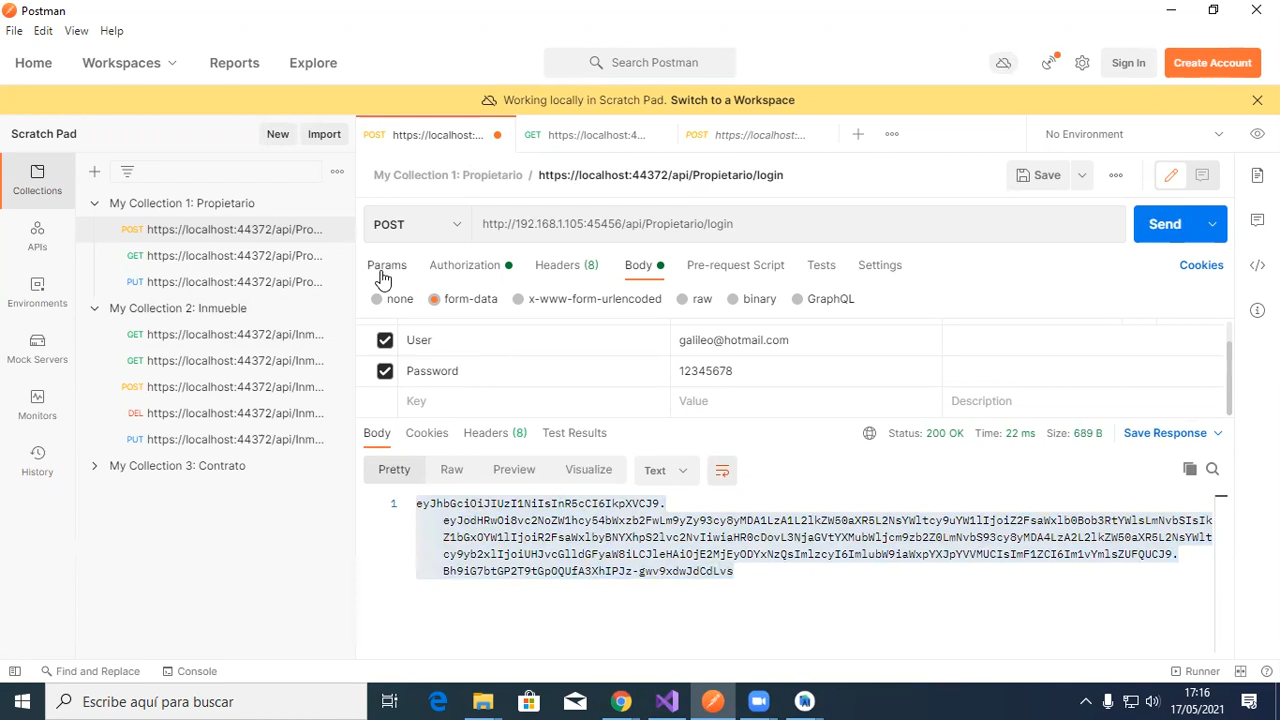 Postman
File Edit View Help
Home Workspaces Reports Explore Search Postman Sign In Create Account
Working locally in Scratch Pad. Switch to a Workspace
Scratch Pad New Import POST https://localhost:... GET https://localhost:4... POST https://localhost:... No Environment
Collections
APIs
Environments
Mock Servers
Monitors
History
My Collection 1: Propietario
POST https://localhost:44372/api/Pro...
GET https://localhost:44372/api/Pro...
PUT https://localhost:44372/api/Pro...
My Collection 2: Inmueble
GET https://localhost:44372/api/Inm...
GET https://localhost:44372/api/Inm...
POST https://localhost:44372/api/Inm...
DEL https://localhost:44372/api/Inm...
PUT https://localhost:44372/api/Inm...
My Collection 3: Contrato
My Collection 1: Propietario / https://localhost:44372/api/Propietario/login Save
POST http://192.168.1.105:45456/api/Propietario/login Send
Params Authorization Headers (8) Body Pre-request Script Tests Settings Cookies
none form-data x-www-form-urlencoded raw binary GraphQL
User galileo@hotmail.com
Password 12345678
Key Value Description
Body Cookies Headers (8) Test Results Status: 200 OK Time: 22 ms Size: 689 B Save Response
Pretty Raw Preview Visualize Text
1 eyJhbGciOiJIUzI1NiIsInR5cCI6IkpXVCJ9.
Find and Replace Console Runner
Escribe aquí para buscar
17:16
17/05/2021